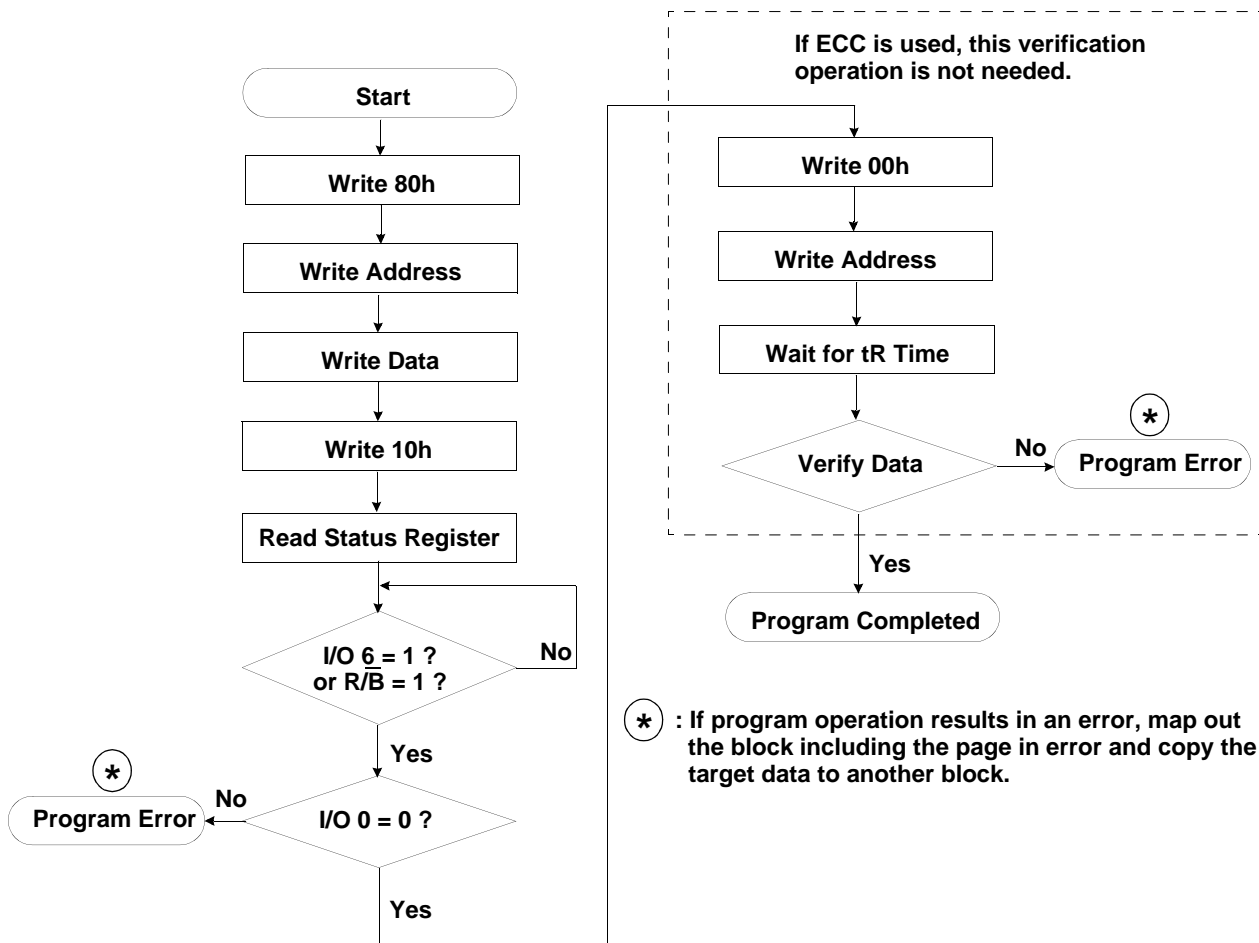 Start
Write 80h
Write Address
Write Data
Write 10h
Read Status Register
I/O 6 = 1 ?
or R/B̅ = 1 ?
No
Yes
*
No
Program Error
I/O 0 = 0 ?
Yes
If ECC is used, this verification
operation is not needed.
Write 00h
Write Address
Wait for tR Time
*
Verify Data
No
Program Error
Yes
Program Completed
* : If program operation results in an error, map out
the block including the page in error and copy the
target data to another block.